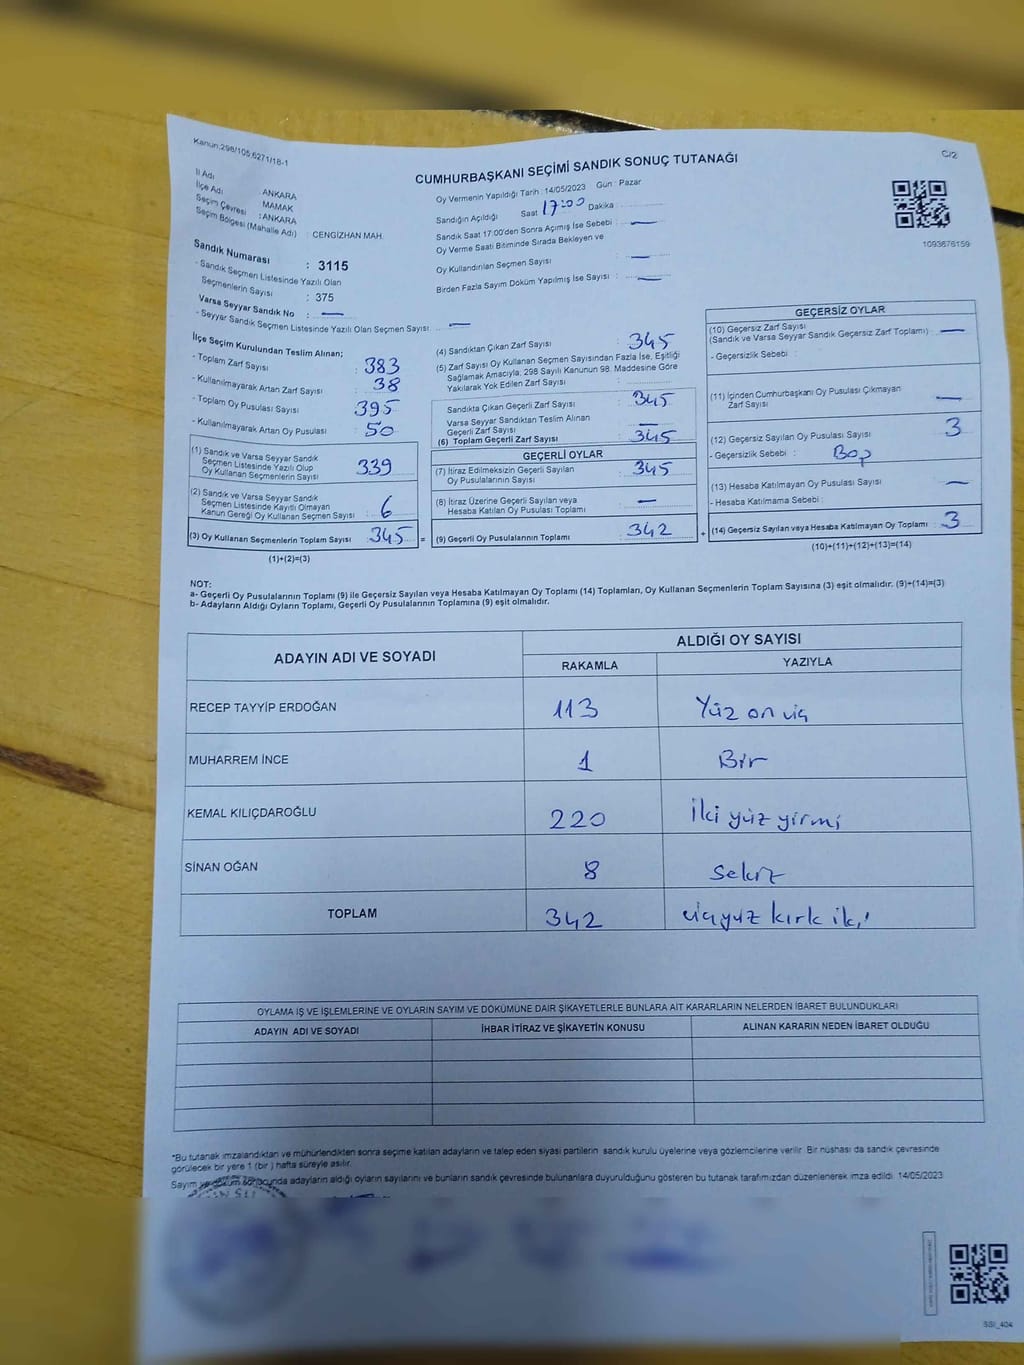 Kanun:298/105,6271/18-1
C/2
CUMHURBAŞKANI SEÇİMİ SANDIK SONUÇ TUTANAĞI
İl Adı ANKARA
İlçe Adı MAMAK
Seçim Çevresi : ANKARA
Seçim Bölgesi (Mahalle Adı) : CENGİZHAN MAH.
Oy Vermenin Yapıldığı Tarih : 14/05/2023 Gün : Pazar
Sandığın Açıldığı Saat 17:00 Dakika :
Sandık Saat 17:00'den Sonra Açımış İse Sebebi : —
Oy Verme Saati Bitiminde Sırada Bekleyen ve
Oy Kullandırılan Seçmen Sayısı : —
Birden Fazla Sayım Döküm Yapılmış İse Sayısı : —
1093676159
Sandık Numarası : 3115
- Sandık Seçmen Listesinde Yazılı Olan
Seçmenlerin Sayısı : 375
Varsa Seyyar Sandık No : —
- Seyyar Sandık Seçmen Listesinde Yazılı Olan Seçmen Sayısı : —
İlçe Seçim Kurulundan Teslim Alınan;
- Toplam Zarf Sayısı : 383
- Kullanılmayarak Artan Zarf Sayısı : 38
- Toplam Oy Pusulası Sayısı : 395
- Kullanılmayarak Artan Oy Pusulası : 50
(1) Sandık ve Varsa Seyyar Sandık
Seçmen Listesinde Yazılı Olup
Oy Kullanan Seçmenlerin Sayısı : 339
(2) Sandık ve Varsa Seyyar Sandık
Seçmen Listesinde Kayıtlı Olmayan
Kanun Gereği Oy Kullanan Seçmen Sayısı : 6
(3) Oy Kullanan Seçmenlerin Toplam Sayısı : 345 =
(1)+(2)=(3)
(4) Sandıktan Çıkan Zarf Sayısı : 345
(5) Zarf Sayısı Oy Kullanan Seçmen Sayısından Fazla İse, Eşitliği
Sağlamak Amacıyla, 298 Sayılı Kanunun 98. Maddesine Göre
Yakılarak Yok Edilen Zarf Sayısı :
Sandıkta Çıkan Geçerli Zarf Sayısı : 345
Varsa Seyyar Sandıktan Teslim Alınan
Geçerli Zarf Sayısı : —
(6) Toplam Geçerli Zarf Sayısı : 345
GEÇERLİ OYLAR
(7) İtiraz Edilmeksizin Geçerli Sayılan
Oy Pusulalarının Sayısı : 345
(8) İtiraz Üzerine Geçerli Sayılan veya
Hesaba Katılan Oy Pusulası Toplamı : —
(9) Geçerli Oy Pusulalarının Toplamı : 342 +
GEÇERSİZ OYLAR
(10) Geçersiz Zarf Sayısı
(Sandık ve Varsa Seyyar Sandık Geçersiz Zarf Toplamı) : —
- Geçersizlik Sebebi :
(11) İçinden Cumhurbaşkanı Oy Pusulası Çıkmayan
Zarf Sayısı : —
(12) Geçersiz Sayılan Oy Pusulası Sayısı : 3
- Geçersizlik Sebebi :
(13) Hesaba Katılmayan Oy Pusulası Sayısı : —
- Hesaba Katılmama Sebebi :
(14) Geçersiz Sayılan veya Hesaba Katılmayan Oy Toplamı : 3
(10)+(11)+(12)+(13)=(14)
NOT:
a- Geçerli Oy Pusulalarının Toplamı (9) ile Geçersiz Sayılan veya Hesaba Katılmayan Oy Toplamı (14) Toplamları, Oy Kullanan Seçmenlerin Toplam Sayısına (3) eşit olmalıdır. (9)+(14)=(3)
b- Adayların Aldığı Oyların Toplamı, Geçerli Oy Pusulalarının Toplamına (9) eşit olmalıdır.
ADAYIN ADI VE SOYADI ALDIĞI OY SAYISI
RAKAMLA YAZIYLA
RECEP TAYYİP ERDOĞAN 113 Yüz on üç
MUHARREM İNCE 1 Bir
KEMAL KILIÇDAROĞLU 220 İki yüz yirmi
SİNAN OĞAN 8 Sekiz
TOPLAM 342 üçyüz kırk iki
OYLAMA İŞ VE İŞLEMLERİNE VE OYLARIN SAYIM VE DÖKÜMÜNE DAİR ŞİKAYETLERLE BUNLARA AİT KARARLARIN NELERDEN İBARET BULUNDUKLARI
ADAYIN ADI VE SOYADI İHBAR İTİRAZ VE ŞİKAYETİN KONUSU ALINAN KARARIN NEDEN İBARET OLDUĞU
*Bu tutanak imzalandıktan ve mühürlendikten sonra seçime katılan adayların ve talep eden siyasi partilerin sandık kurulu üyelerine veya gözlemcilerine verilir. Bir nüshası da sandık çevresinde
görülecek bir yere 1 (bir) hafta süreyle asılır.
Sayım ve döküm sonucunda adayların aldığı oyların sayılarını ve bunların sandık çevresinde bulunanlara duyurulduğunu gösteren bu tutanak tarafımızdan düzenlenerek imza edildi. 14/05/2023
SSI_404